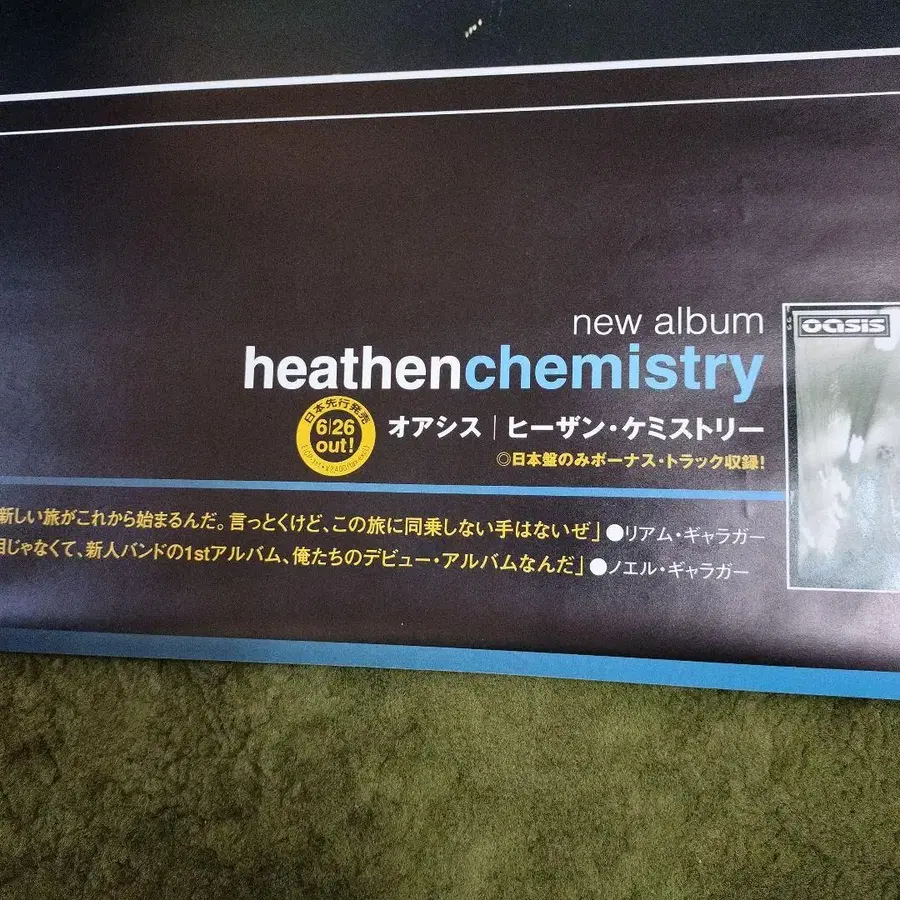 new album
oasis
heathenchemistry
日本先行発売
6/26
out!
オアシス|ヒーザン・ケミストリー
◎日本盤のみボーナス・トラック収録!
新しい旅がこれから始まるんだ。言っとくけど、この旅に同乗しない手はないぜ」●リアム・ギャラガー
じゃなくて、新人バンドの1stアルバム、俺たちのデビュー・アルバムなんだ」●ノエル・ギャラガー